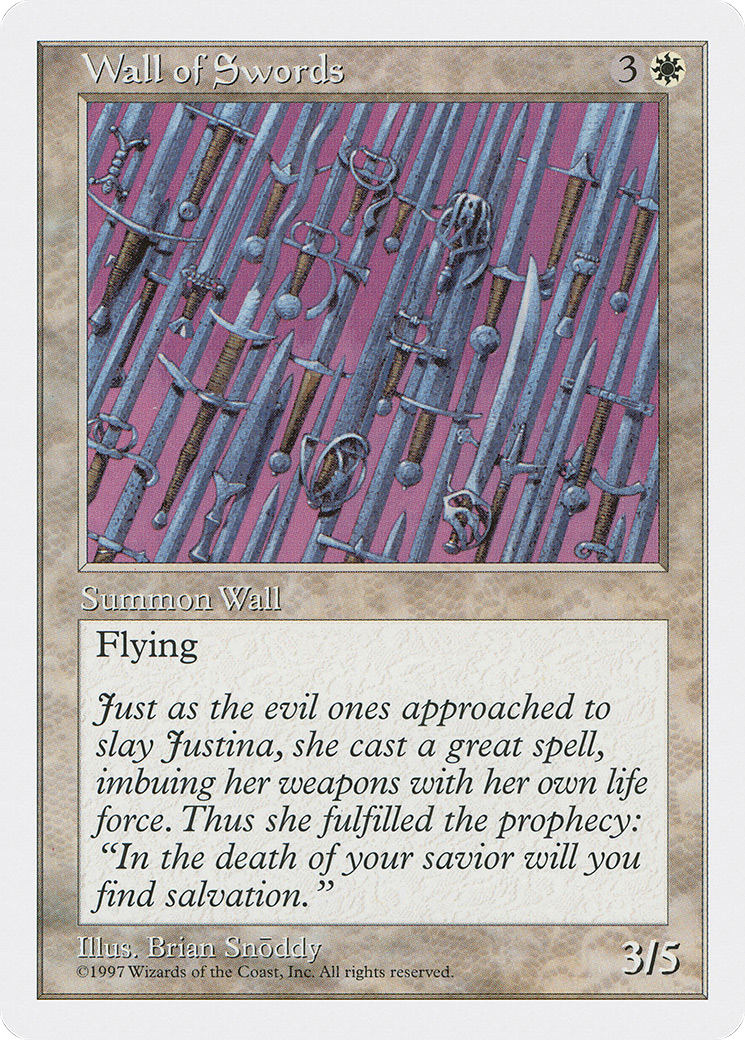 Wall of Swords 3
Summon Wall
Flying
Just as the evil ones approached to
slay Justina, she cast a great spell,
imbuing her weapons with her own life
force. Thus she fulfilled the prophecy:
“In the death of your savior will you
find salvation.”
Illus. Brian Snōddy
©1997 Wizards of the Coast, Inc. All rights reserved.
3/5